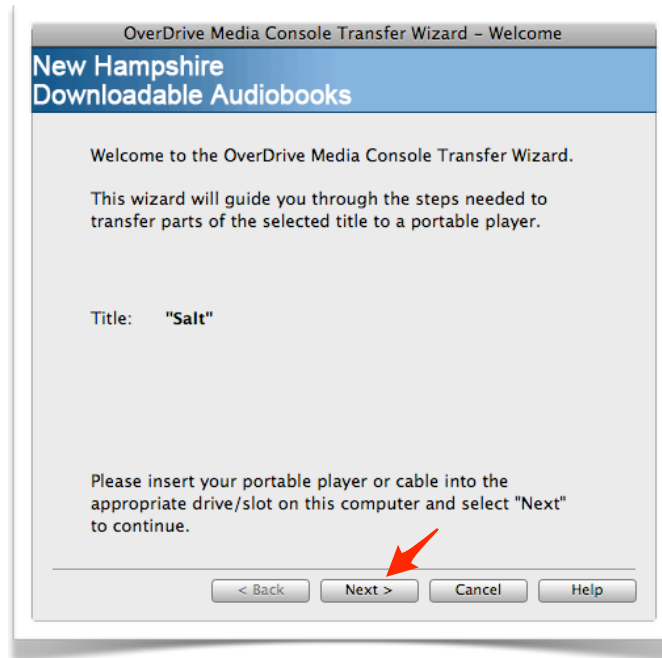 OverDrive Media Console Transfer Wizard – Welcome
New Hampshire
Downloadable Audiobooks
Welcome to the OverDrive Media Console Transfer Wizard.
This wizard will guide you through the steps needed to
transfer parts of the selected title to a portable player.
Title: "Salt"
Please insert your portable player or cable into the
appropriate drive/slot on this computer and select "Next"
to continue.
< Back Next > Cancel Help